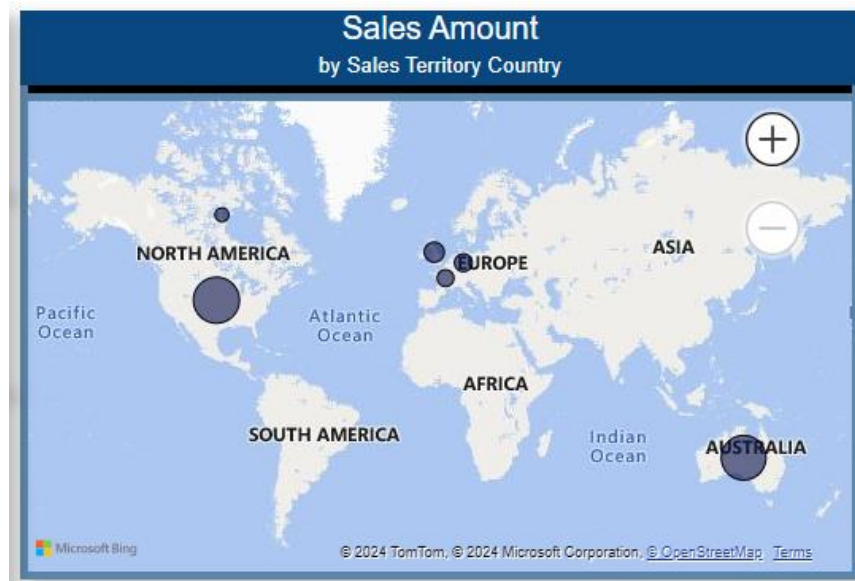 Sales Amount
by Sales Territory Country
NORTH AMERICA
EUROPE
ASIA
Pacific
Ocean
Atlantic
Ocean
AFRICA
SOUTH AMERICA
Indian
Ocean
AUSTRALIA
Microsoft Bing
© 2024 TomTom, © 2024 Microsoft Corporation, © OpenStreetMap Terms